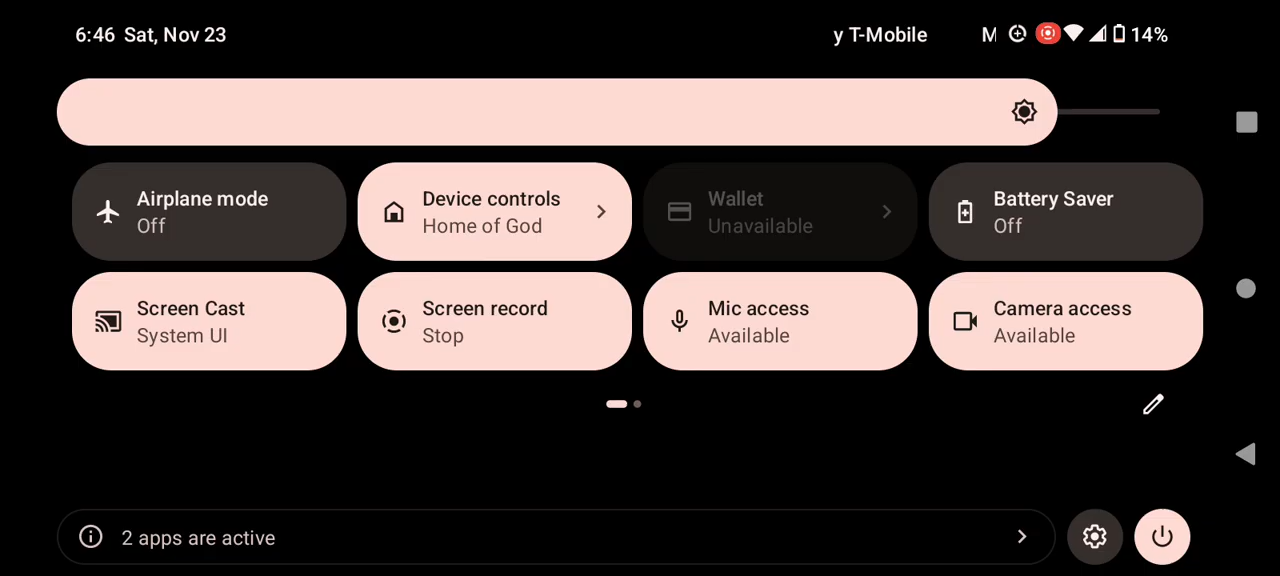 6:46 Sat, Nov 23
y T-Mobile
M
14%
Airplane mode
Off
Device controls
Home of God
Wallet
Unavailable
Battery Saver
Off
Screen Cast
System UI
Screen record
Stop
Mic access
Available
Camera access
Available
2 apps are active